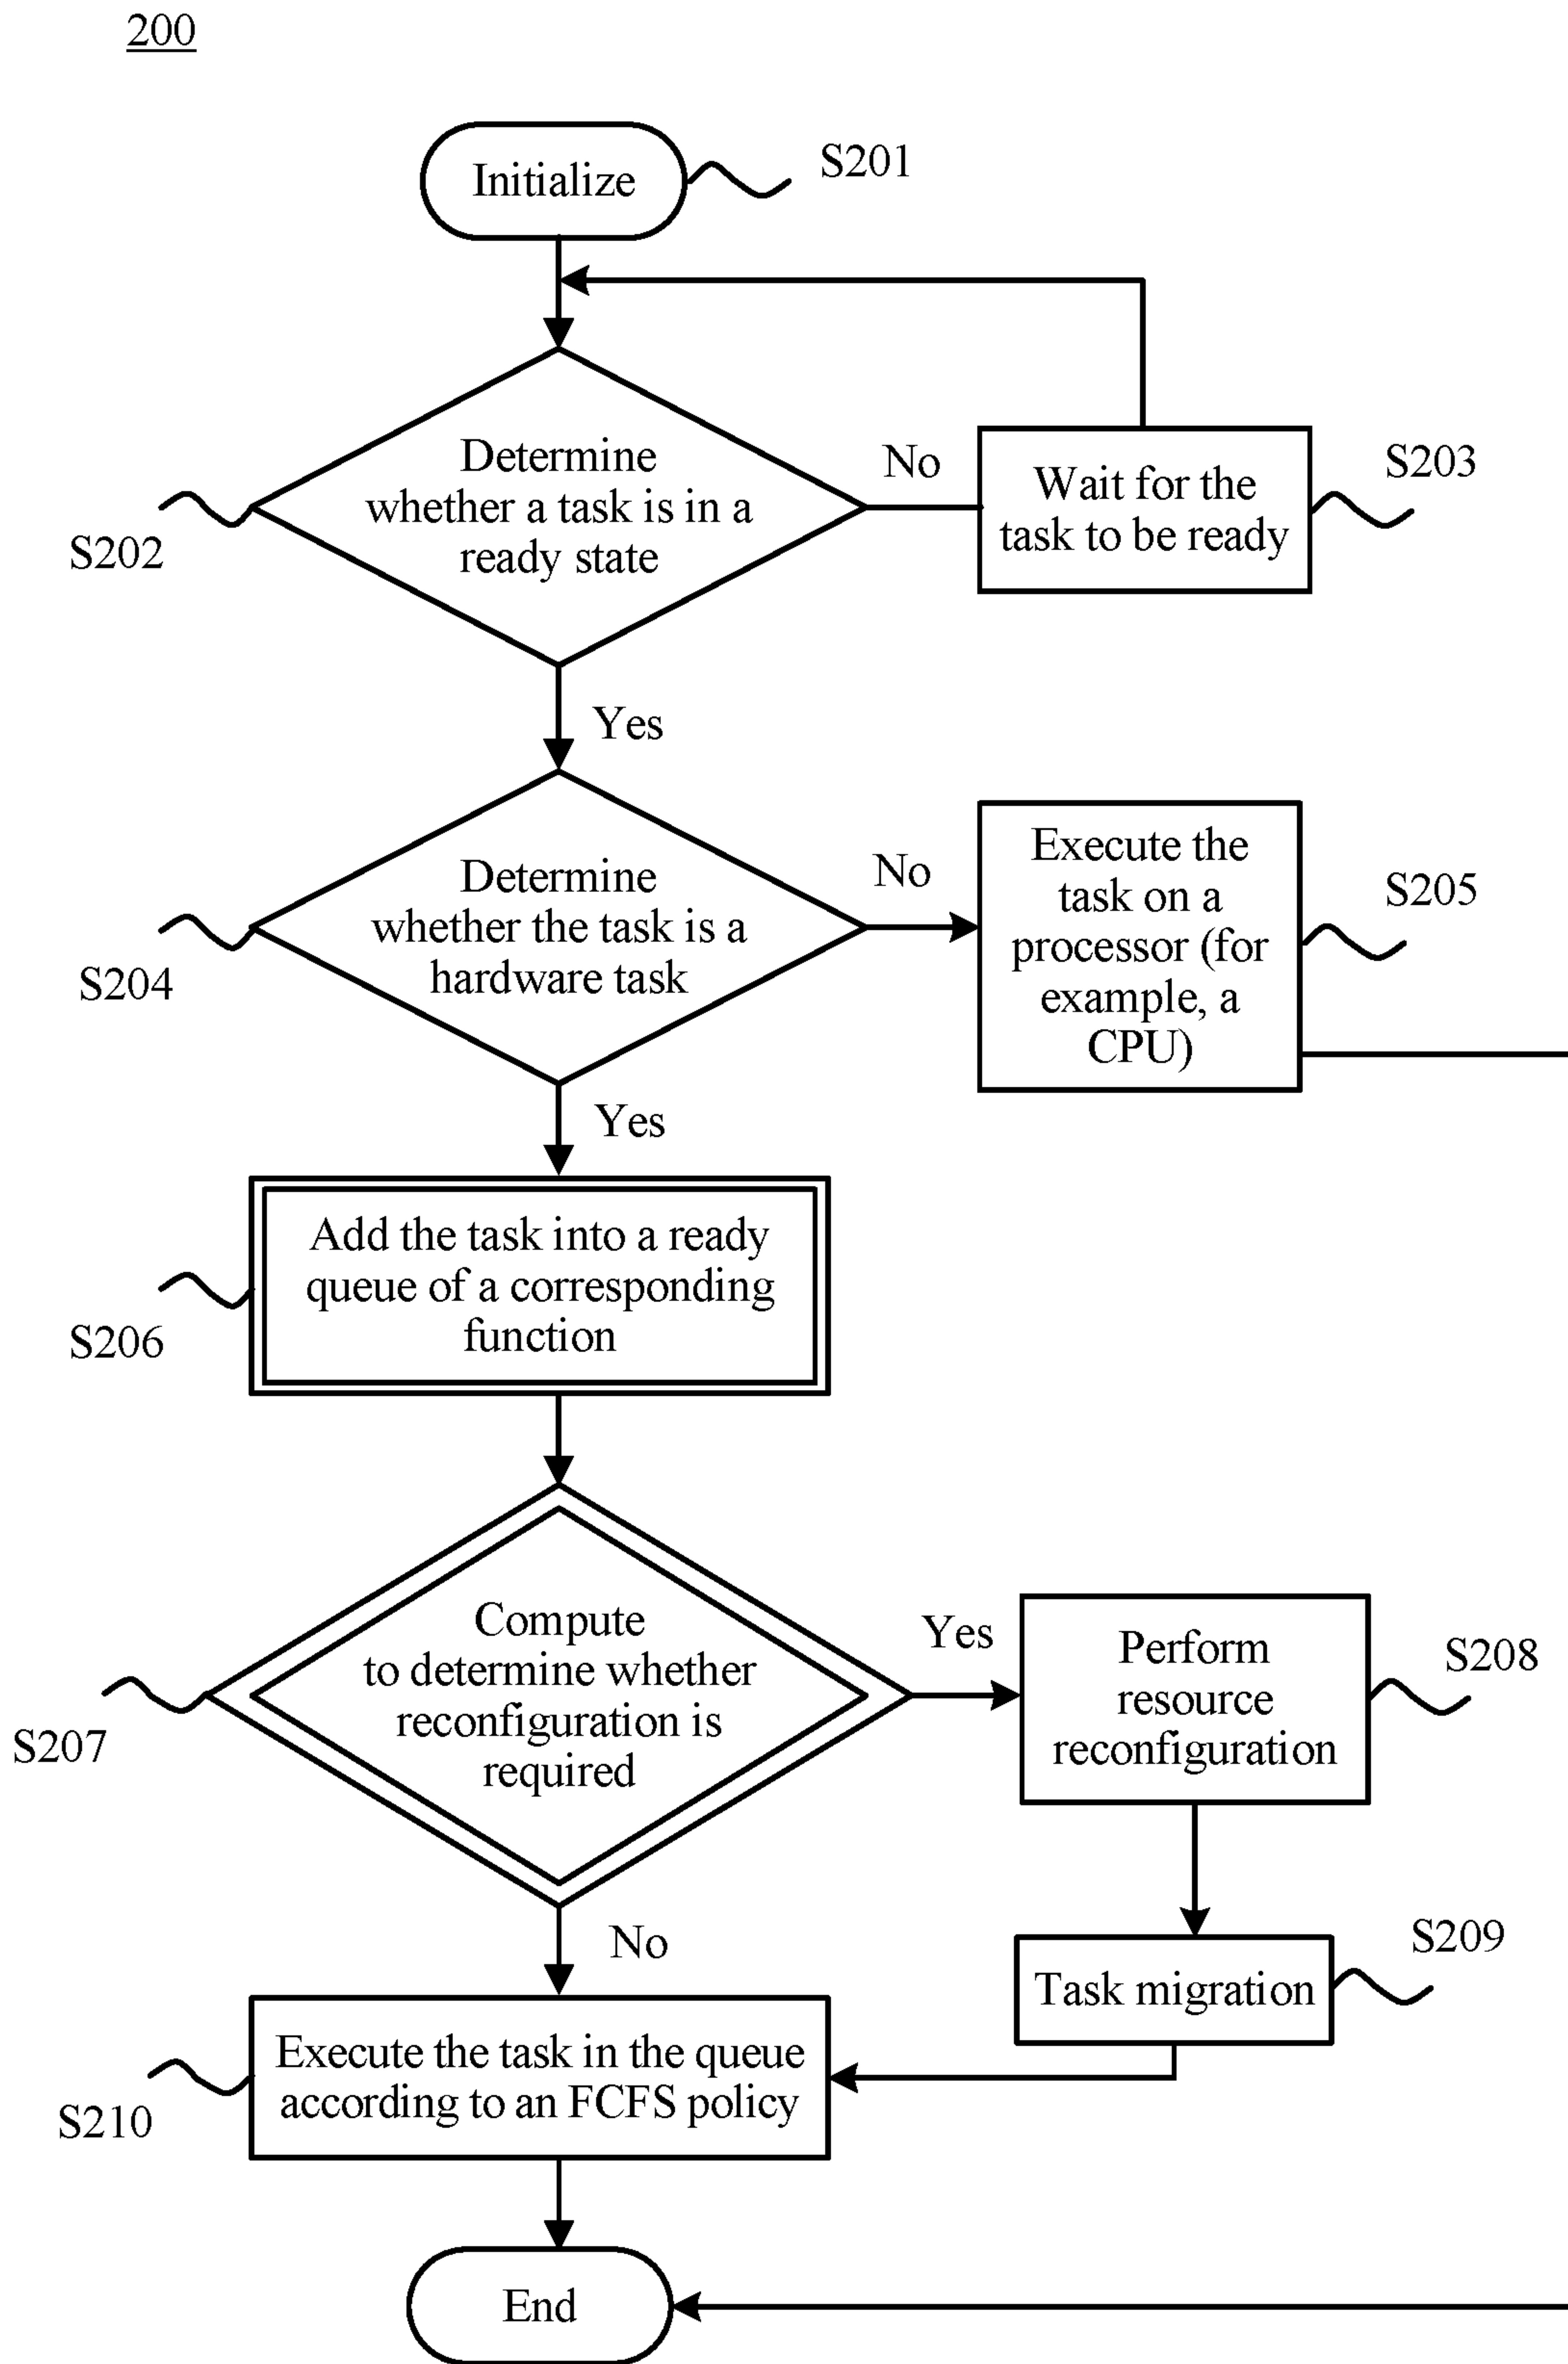 200
Initialize
S201
Determine
whether a task is in a
ready state
S202
No
Wait for the
task to be ready
S203
Yes
Determine
whether the task is a
hardware task
S204
No
Execute the
task on a
processor (for
example, a
CPU)
S205
Yes
Add the task into a ready
queue of a corresponding
function
S206
Compute
to determine whether
reconfiguration is
required
S207
Yes
Perform
resource
reconfiguration
S208
Task migration
S209
No
Execute the task in the queue
according to an FCFS policy
S210
End